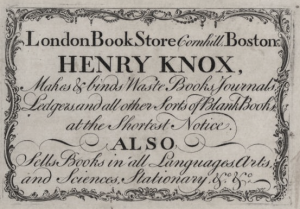 London Book Store Cornhill, Boston.
HENRY KNOX,
Makes & binds Waste Books, Journals
Ledgers, and all other Sorts of Blank Books
at the Shortest Notice.
ALSO
Sells Books in all Languages, Arts,
and Sciences, Stationary, &c. &c.